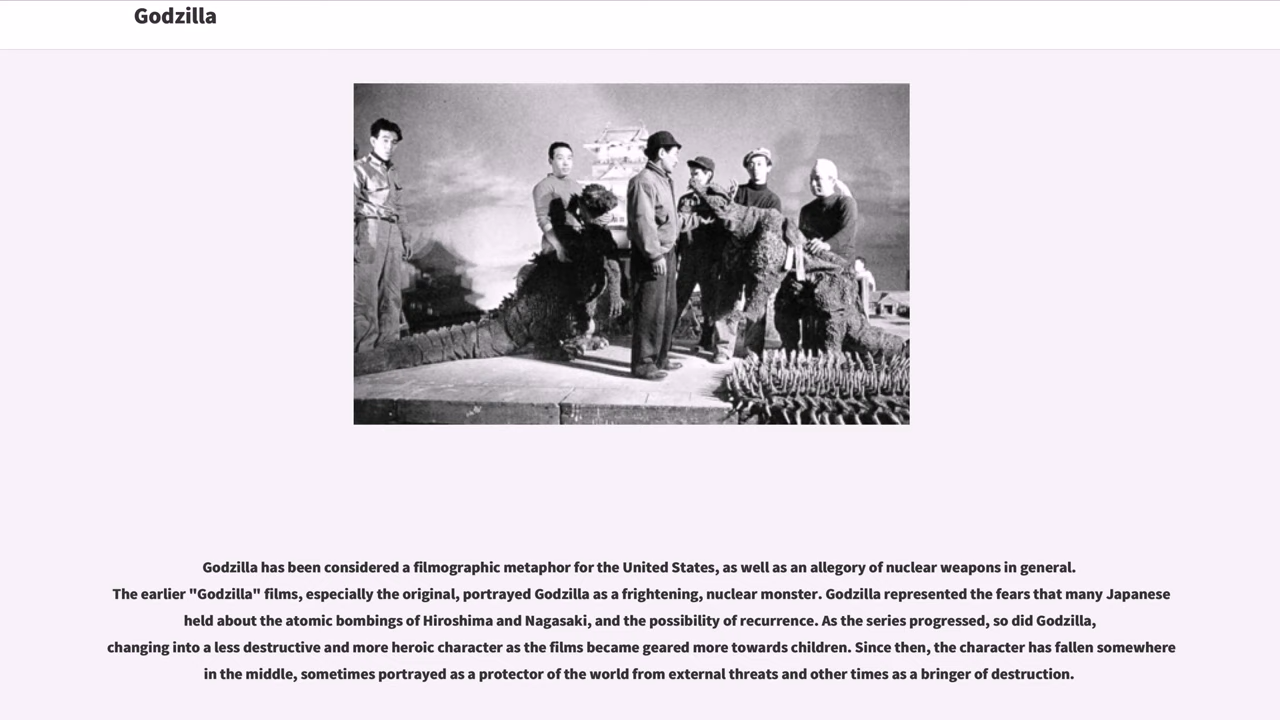 Godzilla
Godzilla has been considered a filmographic metaphor for the United States, as well as an allegory of nuclear weapons in general.
The earlier "Godzilla" films, especially the original, portrayed Godzilla as a frightening, nuclear monster. Godzilla represented the fears that many Japanese
held about the atomic bombings of Hiroshima and Nagasaki, and the possibility of recurrence. As the series progressed, so did Godzilla,
changing into a less destructive and more heroic character as the films became geared more towards children. Since then, the character has fallen somewhere
in the middle, sometimes portrayed as a protector of the world from external threats and other times as a bringer of destruction.